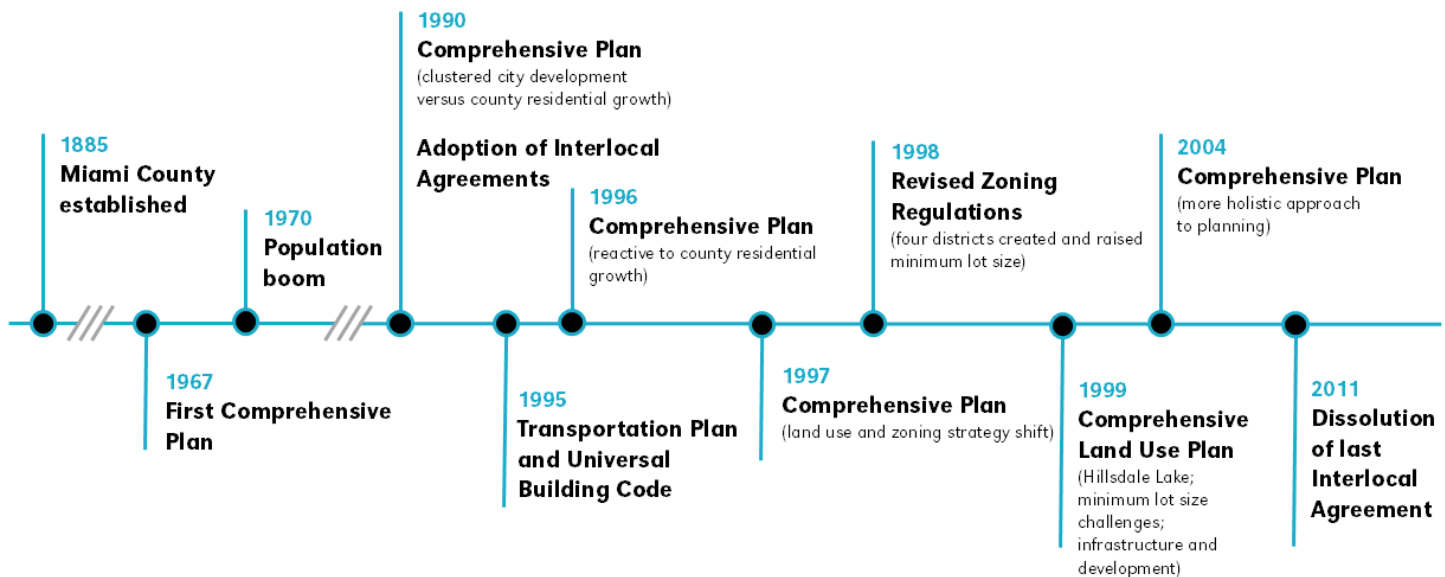 1885
Miami County
established
1967
First Comprehensive
Plan
1970
Population
boom
1990
Comprehensive Plan
(clustered city development
versus county residential growth)
Adoption of Interlocal
Agreements
1995
Transportation Plan
and Universal
Building Code
1996
Comprehensive Plan
(reactive to county residential
growth)
1997
Comprehensive Plan
(land use and zoning strategy shift)
1998
Revised Zoning
Regulations
(four districts created and raised
minimum lot size)
1999
Comprehensive
Land Use Plan
(Hillsdale Lake;
minimum lot size
challenges;
infrastructure and
development)
2004
Comprehensive Plan
(more holistic approach
to planning)
2011
Dissolution
of last
Interlocal
Agreement